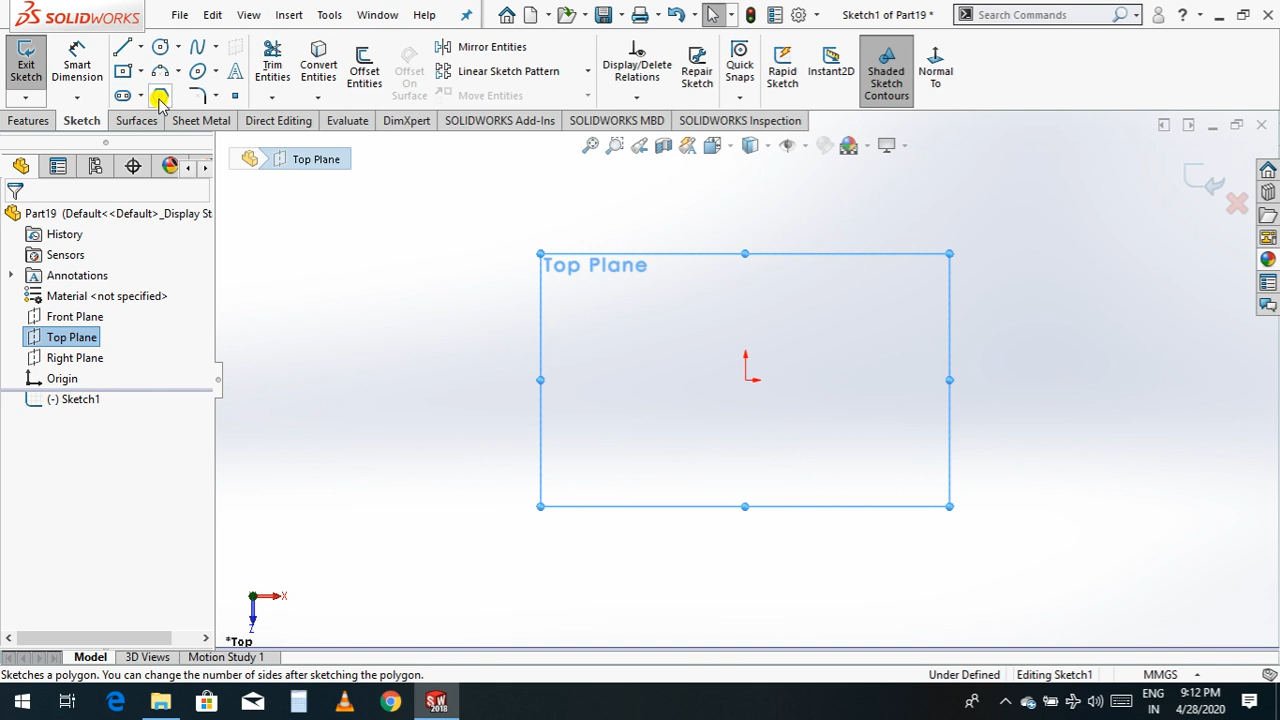 SOLIDWORKS
File Edit View Insert Tools Window Help
Sketch1 of Part19 *
Search Commands
Exit Sketch
Smart Dimension
Trim Entities
Convert Entities
Offset Entities
Offset On Surface
Mirror Entities
Linear Sketch Pattern
Move Entities
Display/Delete Relations
Repair Sketch
Quick Snaps
Rapid Sketch
Instant2D
Shaded Sketch Contours
Normal To
Features Sketch Surfaces Sheet Metal Direct Editing Evaluate DimXpert SOLIDWORKS Add-Ins SOLIDWORKS MBD SOLIDWORKS Inspection
Top Plane
Part19 (Default<<Default>_Display St
History
Sensors
Annotations
Material <not specified>
Front Plane
Top Plane
Right Plane
Origin
(-) Sketch1
Top Plane
X
Z
*Top
Model 3D Views Motion Study 1
Sketches a polygon. You can change the number of sides after sketching the polygon.
Under Defined Editing Sketch1 MMGS
SW 2018
ENG 9:12 PM
IN 4/28/2020